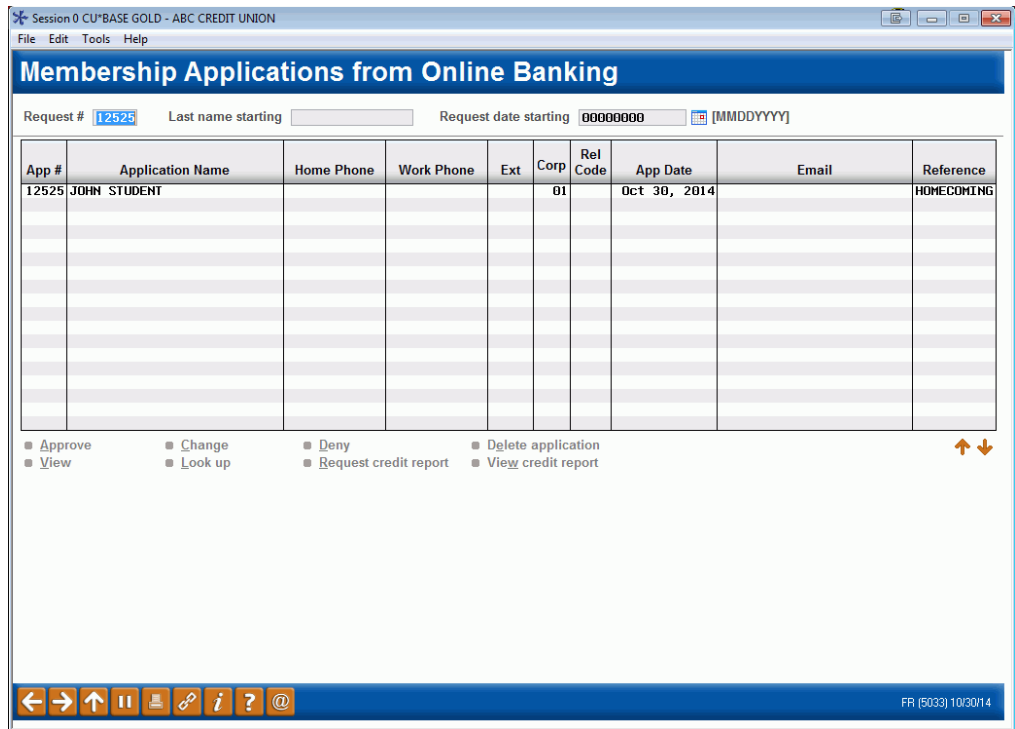 Session 0 CU*BASE GOLD - ABC CREDIT UNION
File Edit Tools Help
Membership Applications from Online Banking
Request # 12525 Last name starting Request date starting 00000000 [MMDDYYYY]
App # Application Name Home Phone Work Phone Ext Corp Rel Code App Date Email Reference
12525 JOHN STUDENT 01 Oct 30, 2014 HOMECOMING
Approve Change Deny Delete application
View Look up Request credit report View credit report
FR (5033) 10/30/14